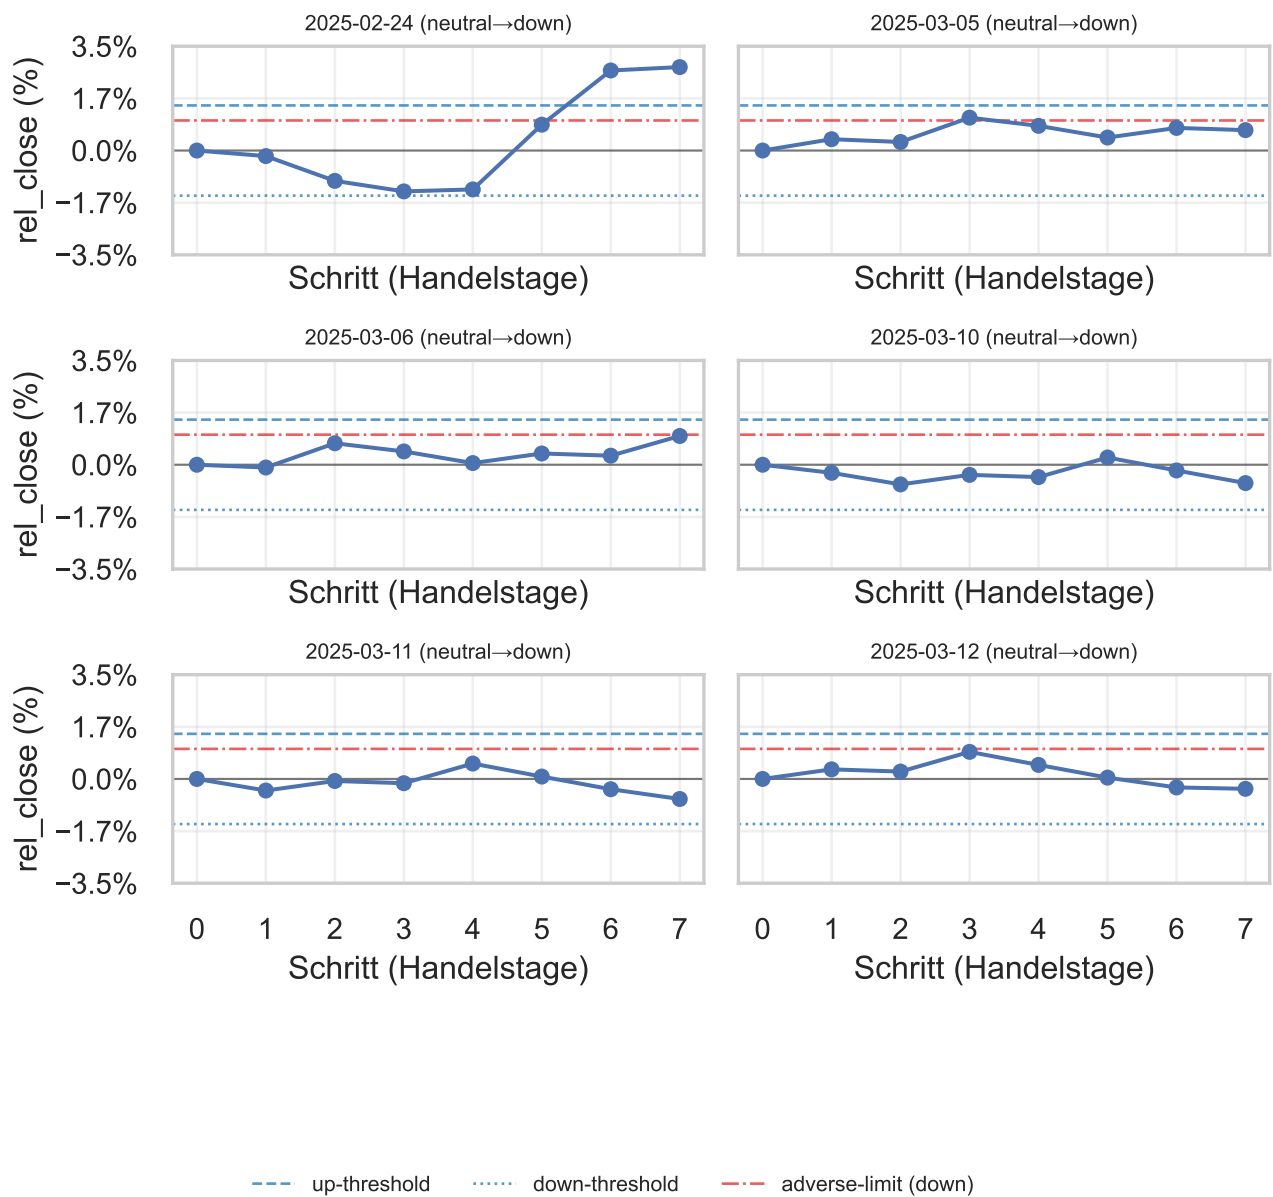 2025-02-24 (neutral→down)
2025-03-05 (neutral→down)
3.5%
1.7%
0.0%
−1.7%
−3.5%
rel_close (%)
Schritt (Handelstage)
Schritt (Handelstage)
2025-03-06 (neutral→down)
2025-03-10 (neutral→down)
3.5%
1.7%
0.0%
−1.7%
−3.5%
rel_close (%)
Schritt (Handelstage)
Schritt (Handelstage)
2025-03-11 (neutral→down)
2025-03-12 (neutral→down)
3.5%
1.7%
0.0%
−1.7%
−3.5%
rel_close (%)
0 1 2 3 4 5 6 7
0 1 2 3 4 5 6 7
Schritt (Handelstage)
Schritt (Handelstage)
up-threshold
down-threshold
adverse-limit (down)